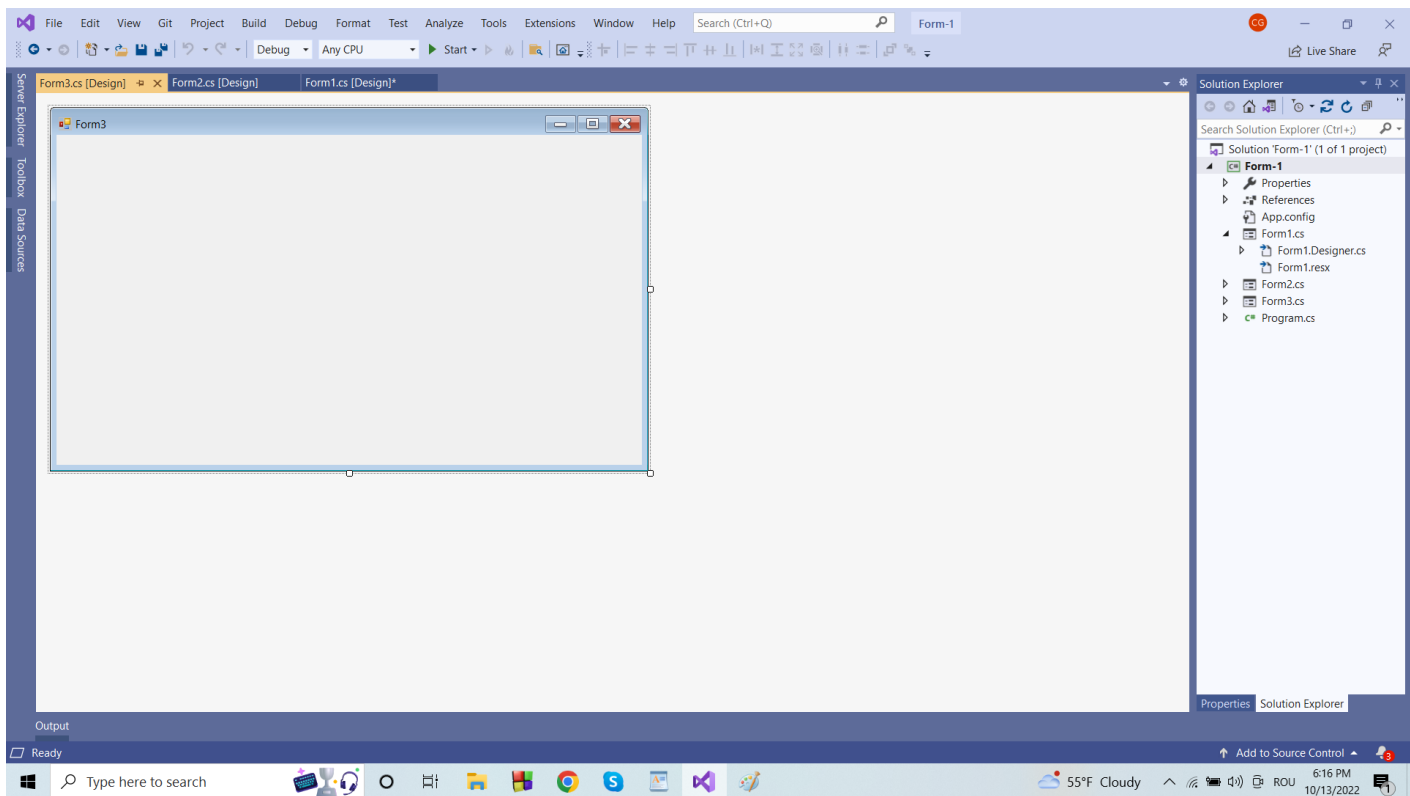 File Edit View Git Project Build Debug Format Test Analyze Tools Extensions Window Help Search (Ctrl+Q) Form-1 CG
Debug Any CPU Start Live Share
Server Explorer
Toolbox
Data Sources
Form3.cs [Design] Form2.cs [Design] Form1.cs [Design]*
Form3
Solution Explorer
Search Solution Explorer (Ctrl+;)
Solution 'Form-1' (1 of 1 project)
C# Form-1
Properties
References
App.config
Form1.cs
Form1.Designer.cs
Form1.resx
Form2.cs
Form3.cs
C# Program.cs
Properties Solution Explorer
Output
Ready Add to Source Control 3
Type here to search 55°F Cloudy ROU 6:16 PM
10/13/2022 1